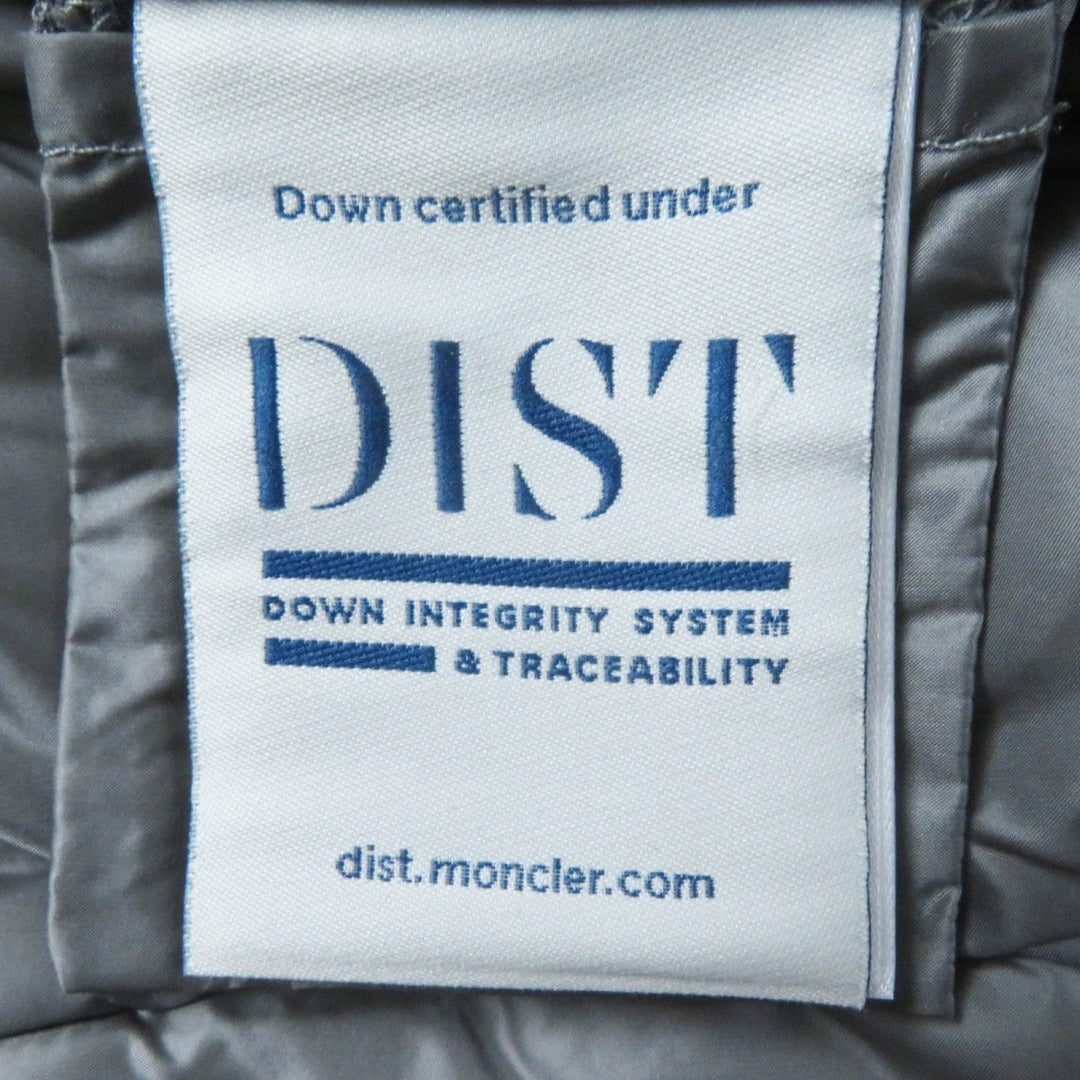 Down certified under
DIST
DOWN INTEGRITY SYSTEM
& TRACEABILITY
dist.moncler.com